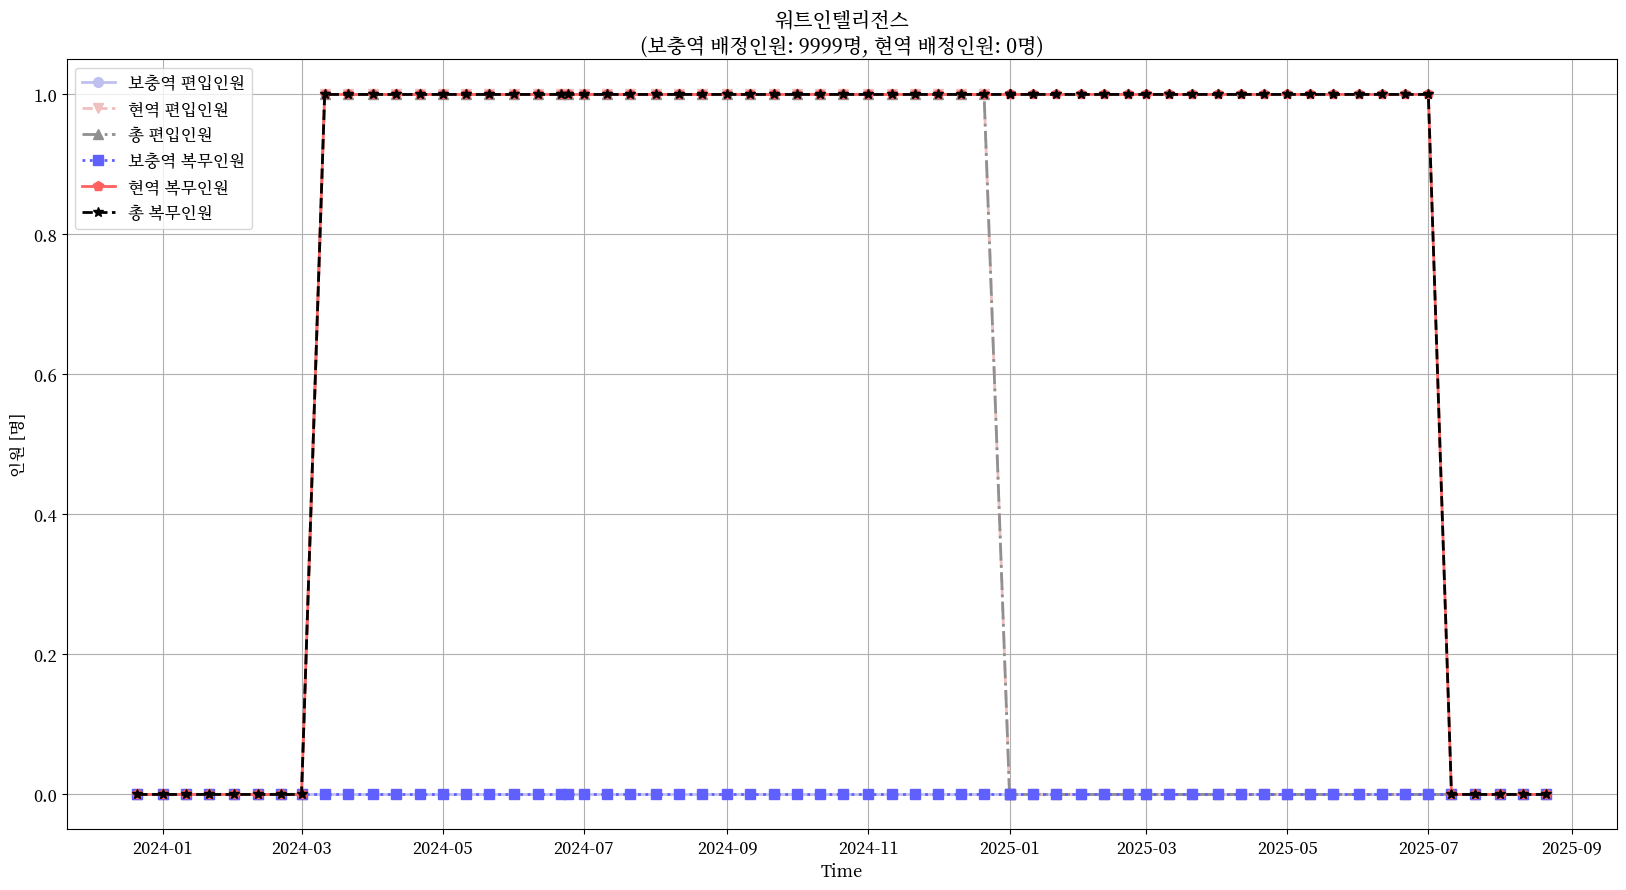 워트인텔리전스
(보충역 배정인원: 9999명, 현역 배정인원: 0명)
보충역 편입인원
현역 편입인원
총 편입인원
보충역 복무인원
현역 복무인원
총 복무인원
인원 [명]
1.0
0.8
0.6
0.4
0.2
0.0
2024-01
2024-03
2024-05
2024-07
2024-09
2024-11
2025-01
2025-03
2025-05
2025-07
2025-09
Time